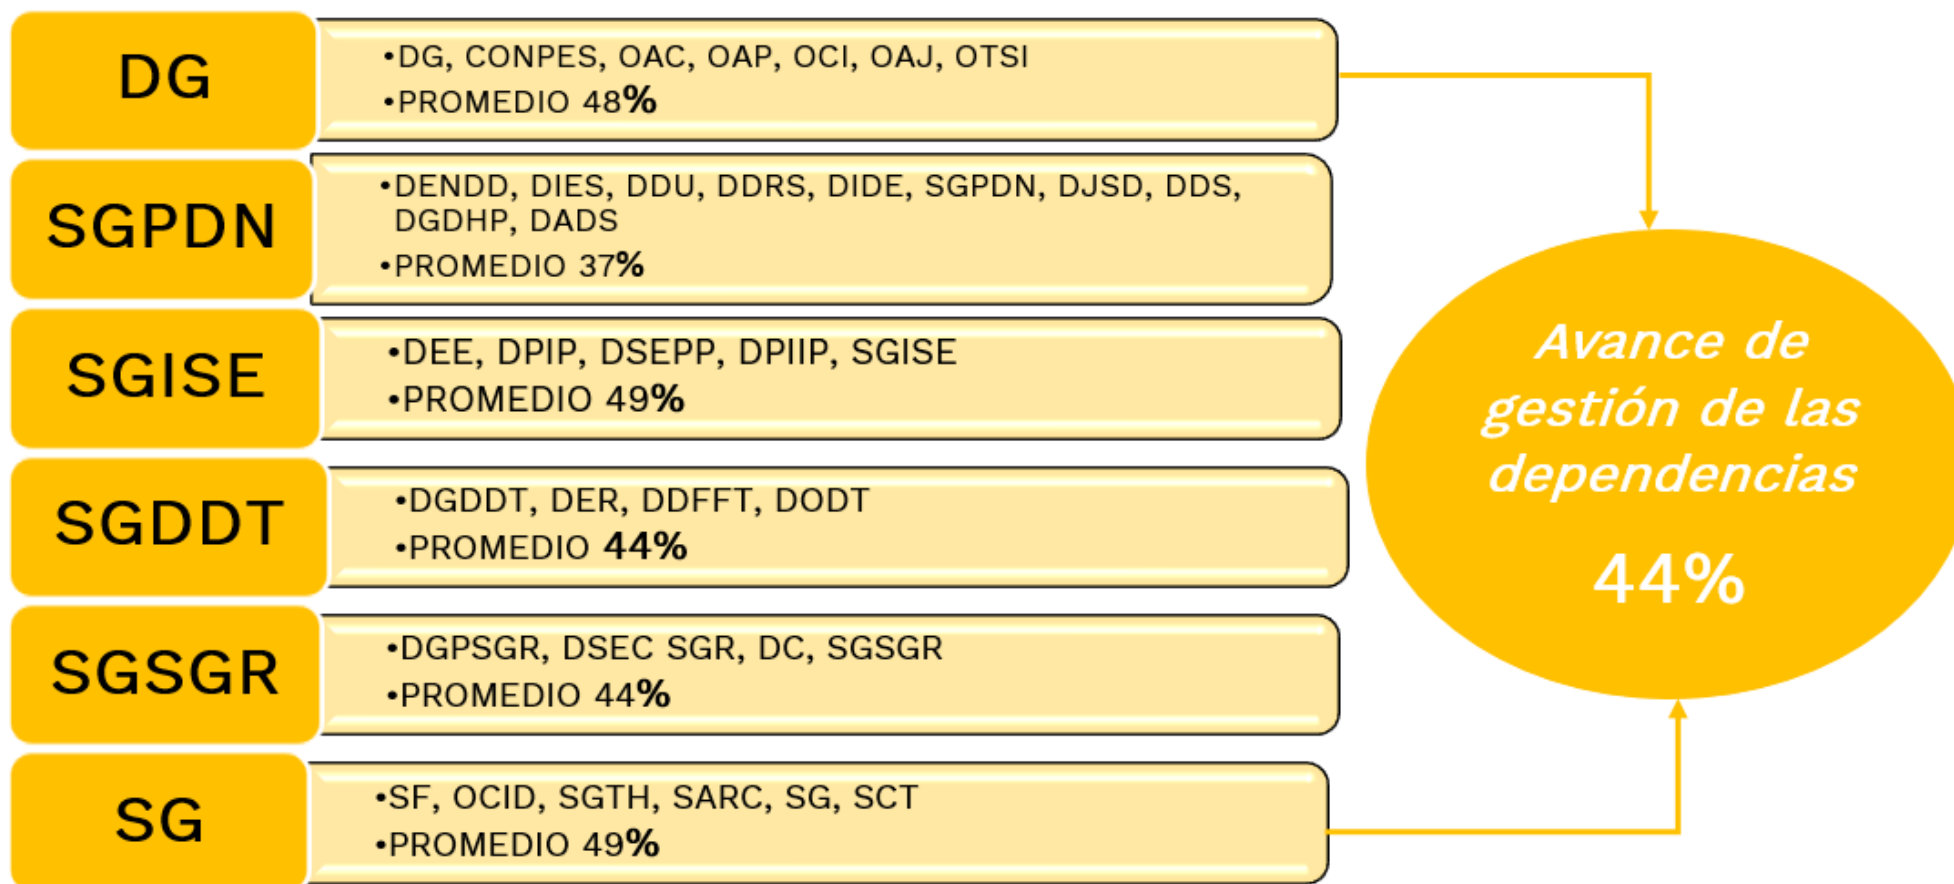 DG
•DG, CONPES, OAC, OAP, OCI, OAJ, OTSI
•PROMEDIO 48%
SGPDN
•DENDD, DIES, DDU, DDRS, DIDE, SGPDN, DJSD, DDS,
DGDHP, DADS
•PROMEDIO 37%
SGISE
•DEE, DPIP, DSEPP, DPIIP, SGISE
•PROMEDIO 49%
SGDDT
•DGDDT, DER, DDFFT, DODT
•PROMEDIO 44%
SGSGR
•DGPSGR, DSEC SGR, DC, SGSGR
•PROMEDIO 44%
SG
•SF, OCID, SGTH, SARC, SG, SCT
•PROMEDIO 49%
Avance de
gestión de las
dependencias
44%